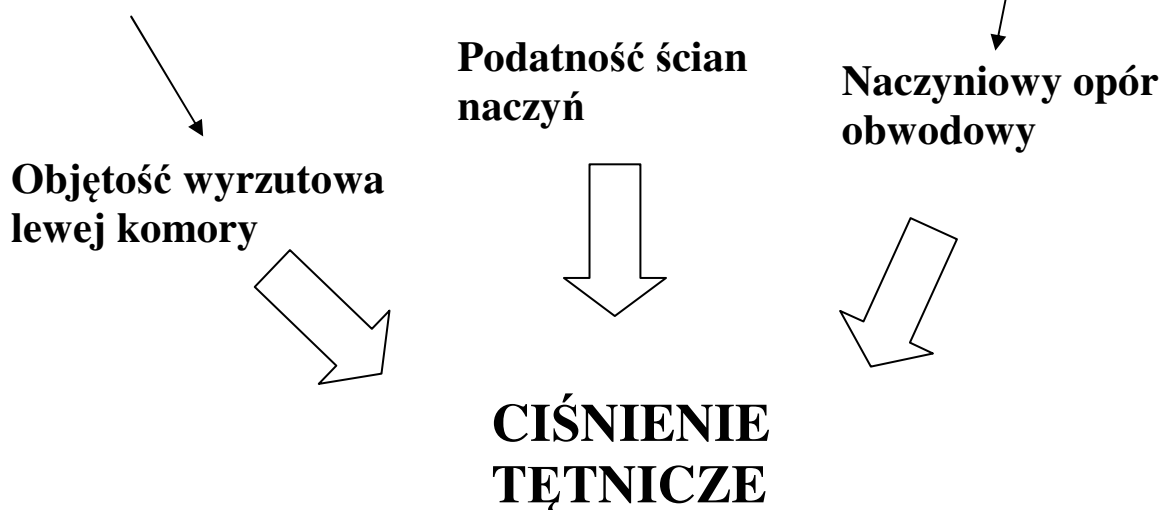 Podatność ścian
naczyń
Naczyniowy opór
obwodowy
Objętość wyrzutowa
lewej komory
CIŚNIENIE
TĘTNICZE